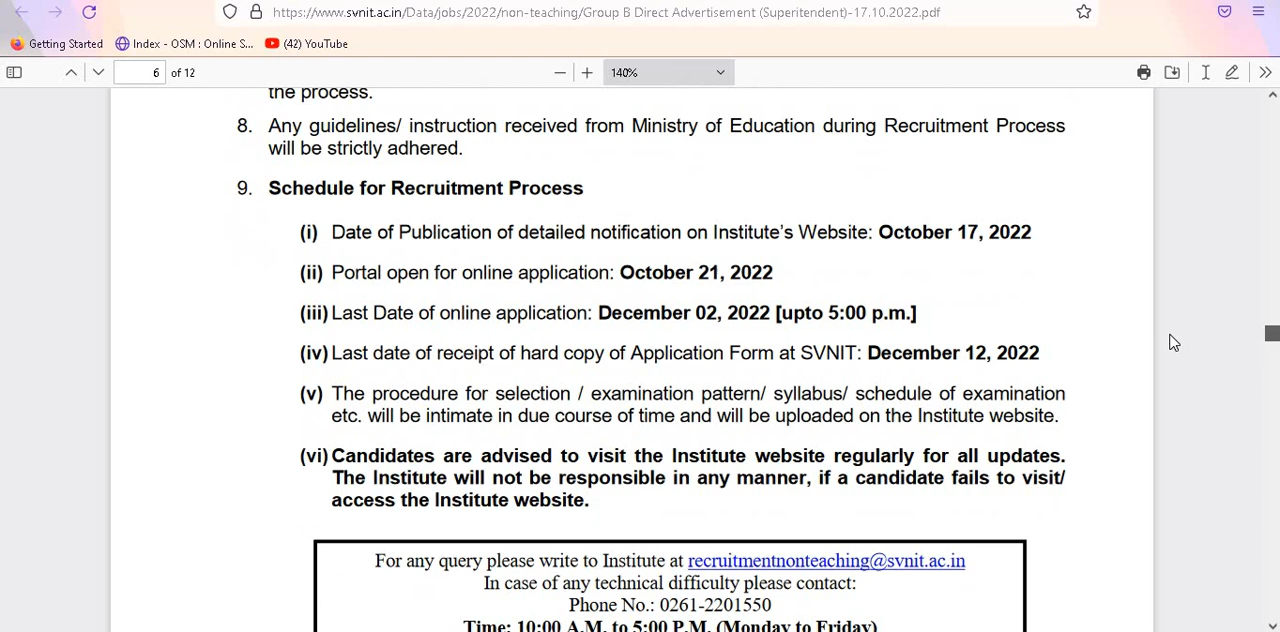 https://www.svnit.ac.in/Data/jobs/2022/non-teaching/Group B Direct Advertisement (Superitendent)-17.10.2022.pdf
Getting Started Index - OSM : Online S... (42) YouTube
6 of 12 140%
the process.
8. Any guidelines/ instruction received from Ministry of Education during Recruitment Process
will be strictly adhered.
9. Schedule for Recruitment Process
(i) Date of Publication of detailed notification on Institute's Website: October 17, 2022
(ii) Portal open for online application: October 21, 2022
(iii) Last Date of online application: December 02, 2022 [upto 5:00 p.m.]
(iv) Last date of receipt of hard copy of Application Form at SVNIT: December 12, 2022
(v) The procedure for selection / examination pattern/ syllabus/ schedule of examination
etc. will be intimate in due course of time and will be uploaded on the Institute website.
(vi) Candidates are advised to visit the Institute website regularly for all updates.
The Institute will not be responsible in any manner, if a candidate fails to visit/
access the Institute website.
For any query please write to Institute at recruitmentnonteaching@svnit.ac.in
In case of any technical difficulty please contact:
Phone No.: 0261-2201550
Time: 10:00 A.M. to 5:00 P.M. (Monday to Friday)